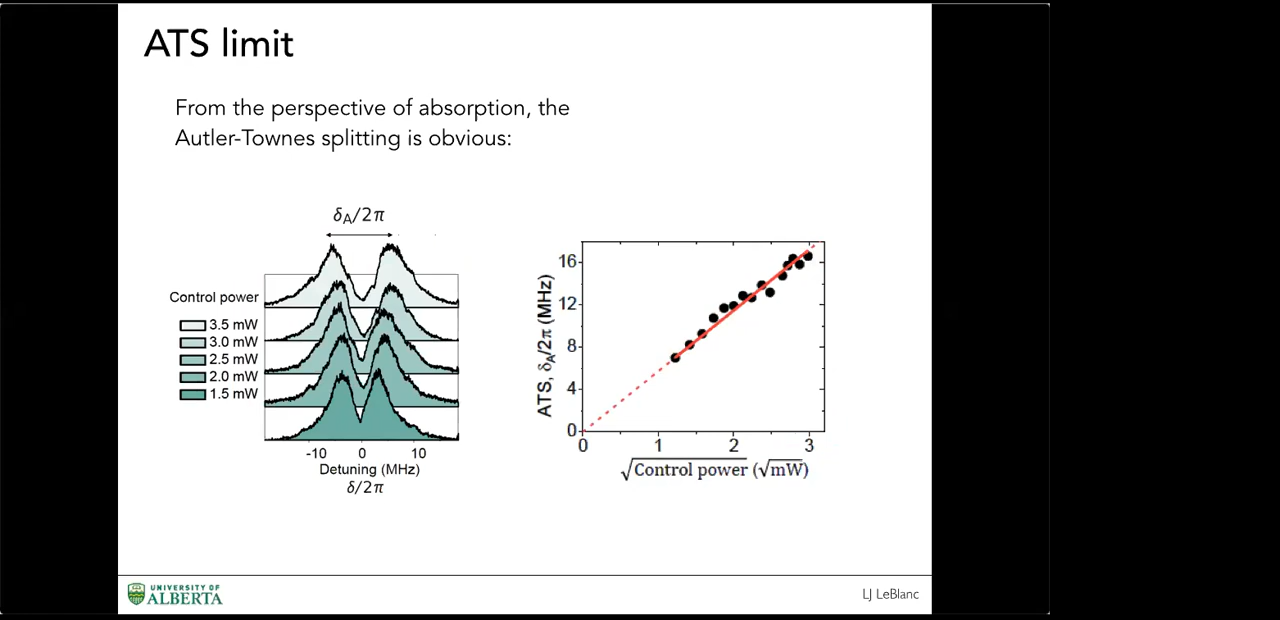 ATS limit
From the perspective of absorption, the
Autler-Townes splitting is obvious:
δA/2π
Control power
3.5 mW
3.0 mW
2.5 mW
2.0 mW
1.5 mW
-10 0 10
Detuning (MHz)
δ/2π
ATS, δA/2π (MHz)
16
12
8
4
0
0 1 2 3
√Control power (√mW)
UNIVERSITY OF
ALBERTA
LJ LeBlanc